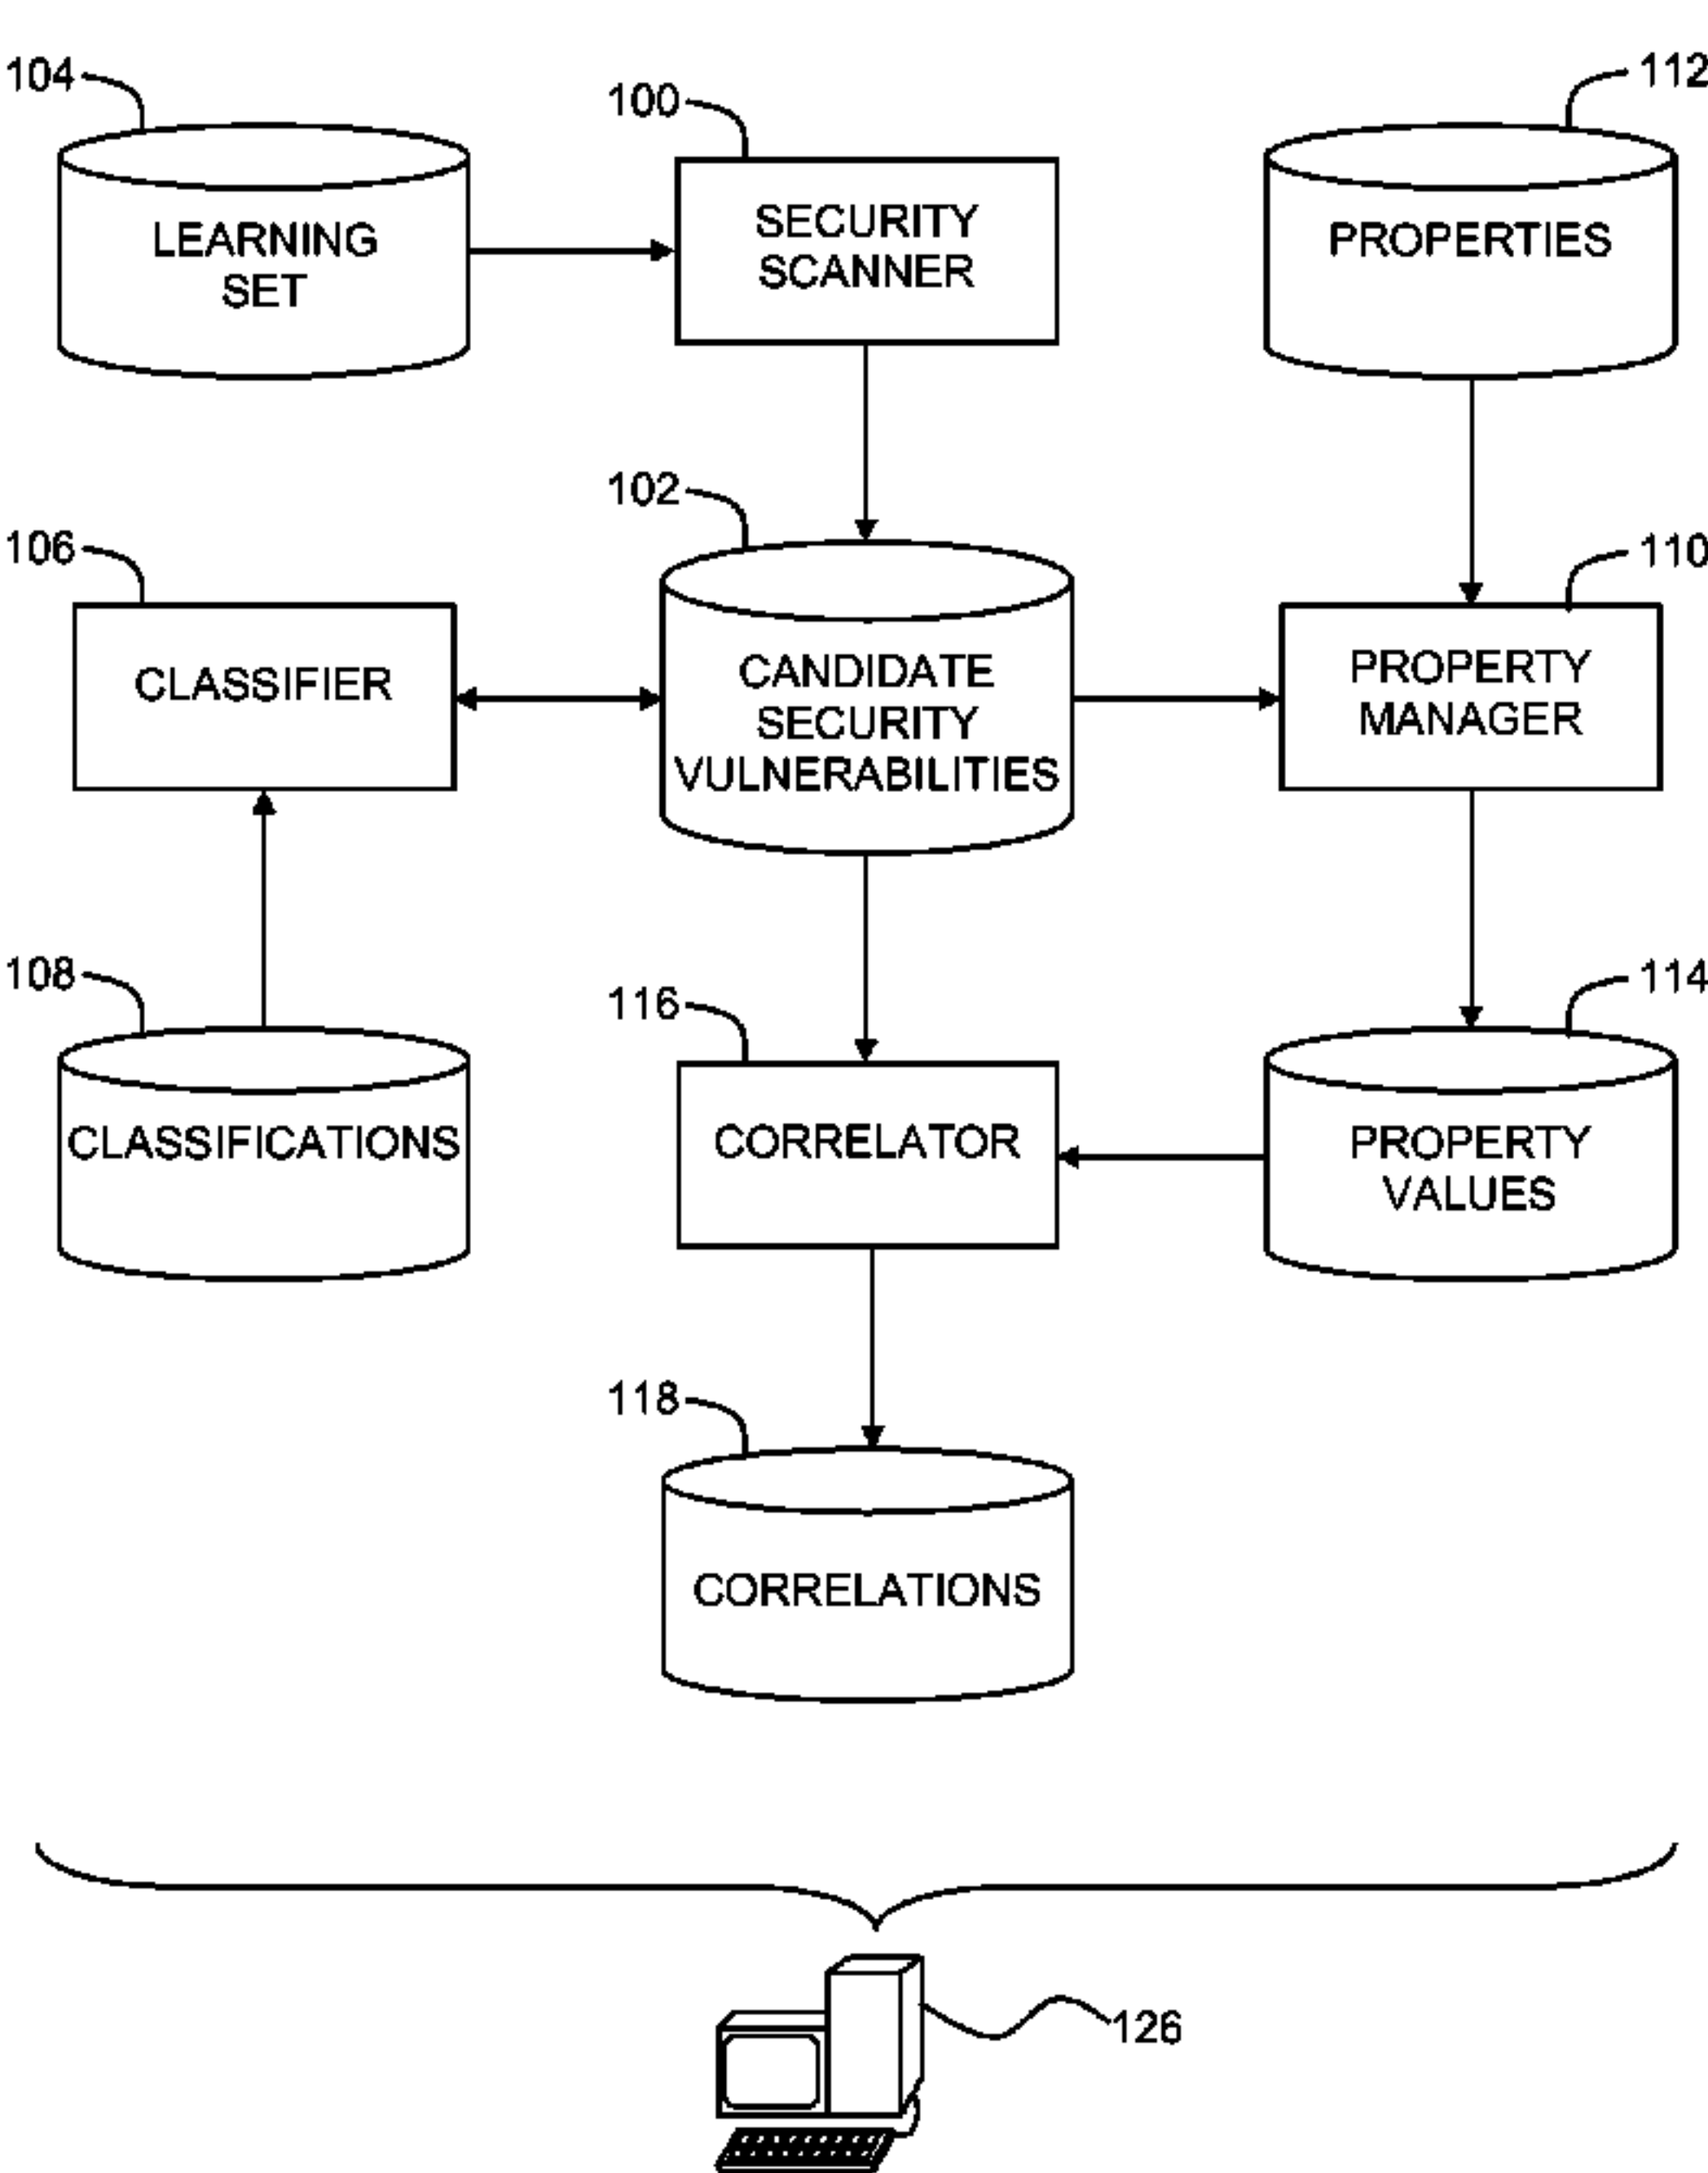 104
100
112
LEARNING
SET
SECURITY
SCANNER
PROPERTIES
102
106
110
CLASSIFIER
CANDIDATE
SECURITY
VULNERABILITIES
PROPERTY
MANAGER
108
116
114
CLASSIFICATIONS
CORRELATOR
PROPERTY
VALUES
118
CORRELATIONS
126